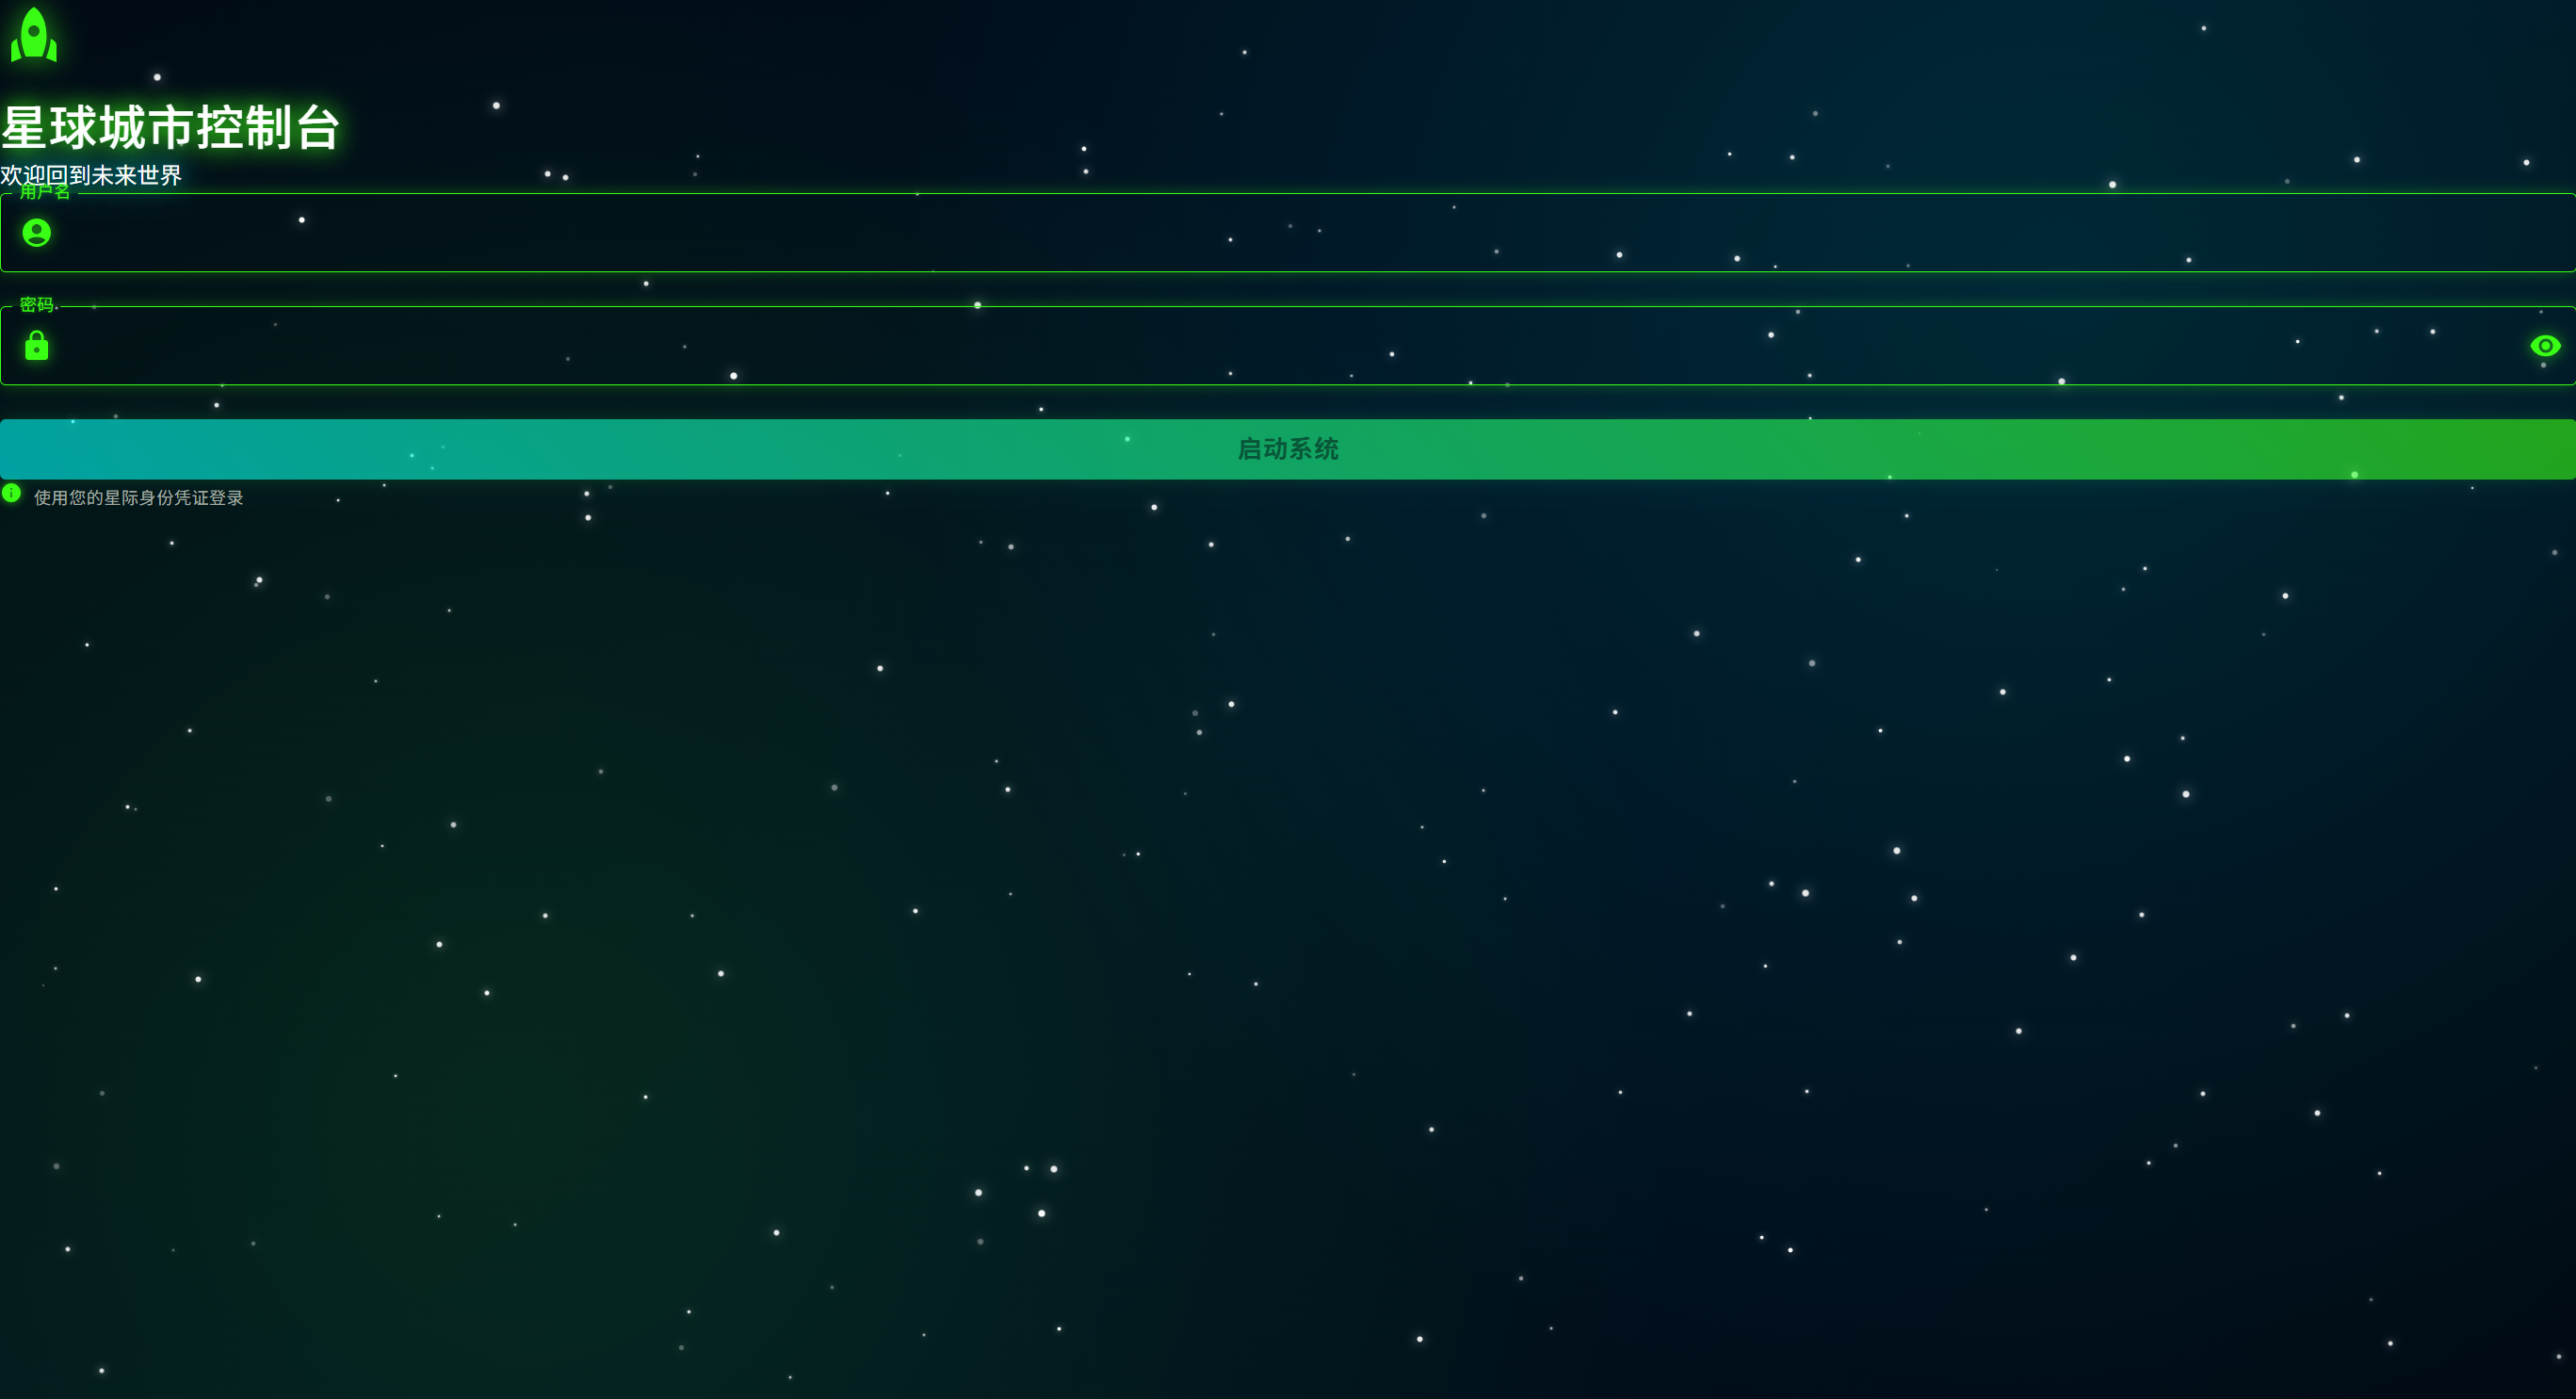 星球城市控制台
欢迎回到未来世界
用户名
密码
启动系统
使用您的星际身份凭证登录